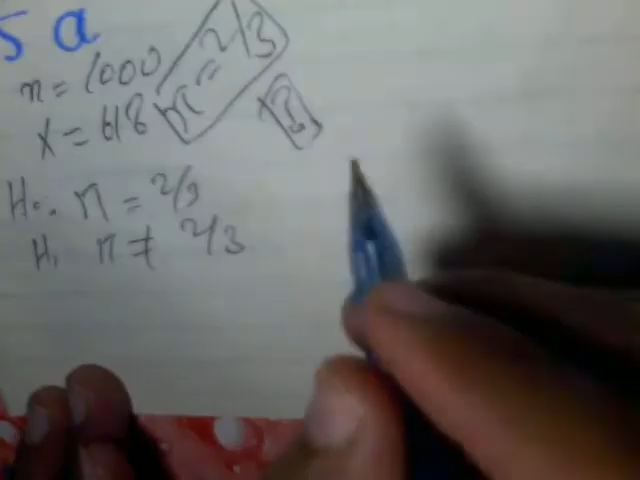 5 a
n = 1000
π = 2/3
x = 618
H₀: π = 2/3
H₁ π ≠ 2/3